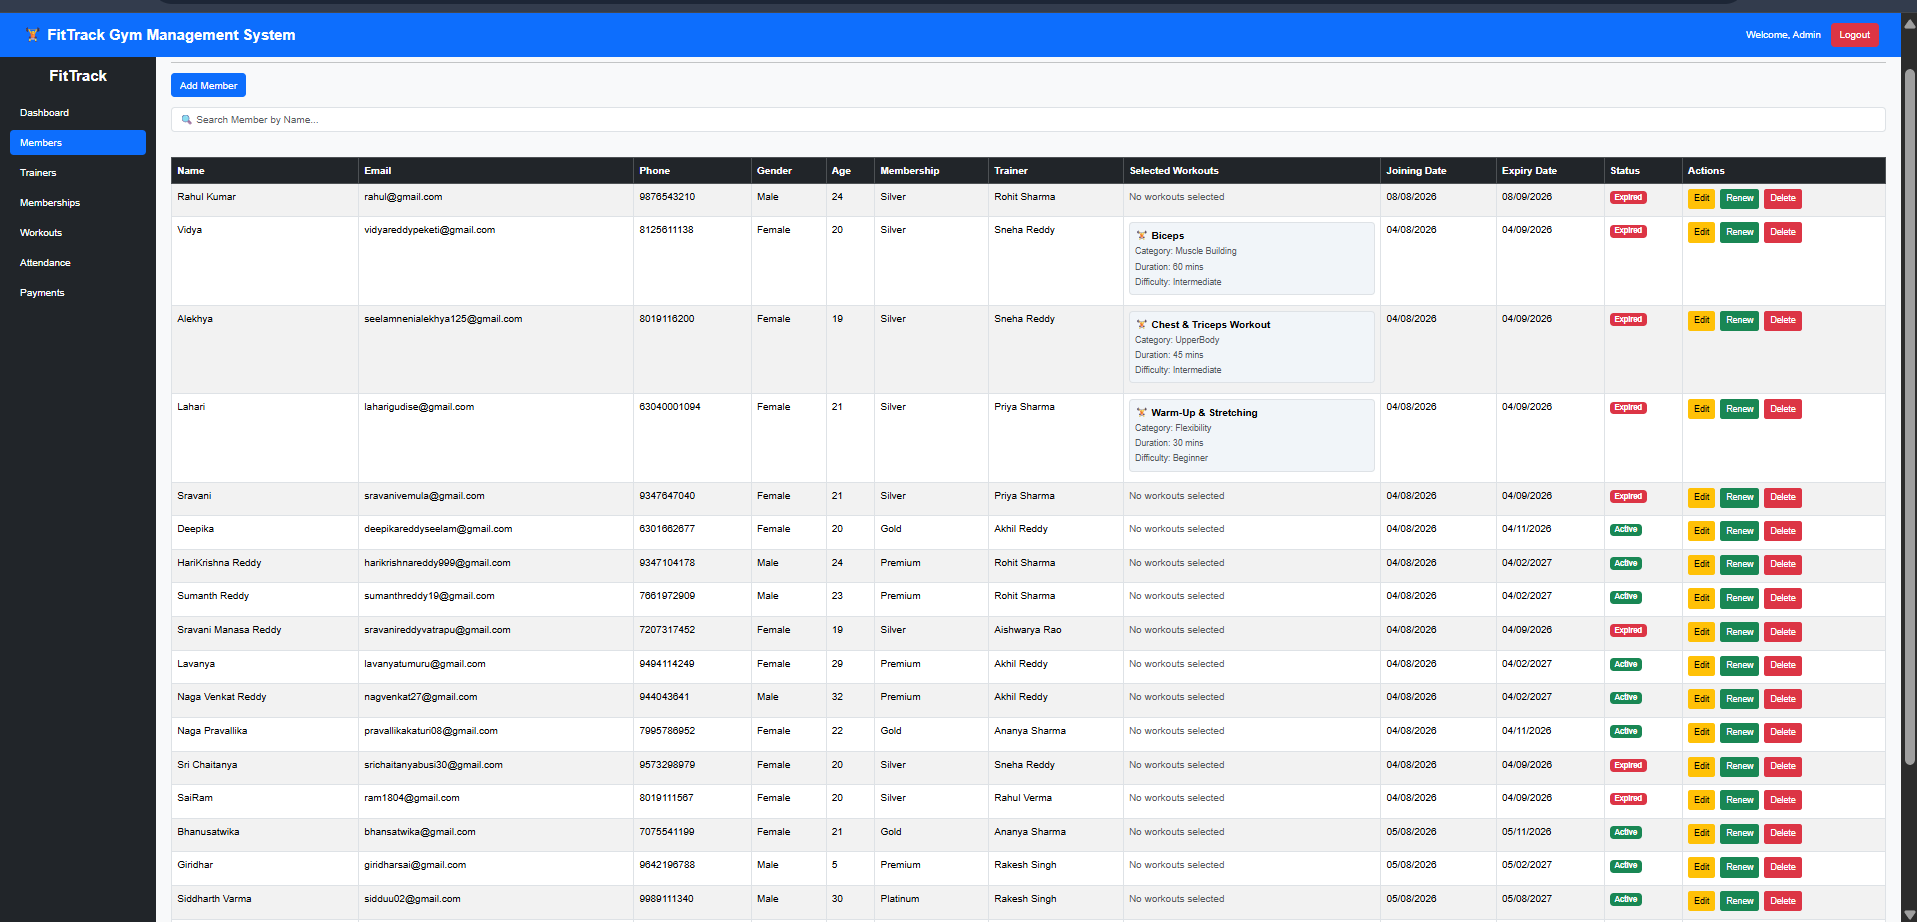 FitTrack Gym Management System
Welcome, Admin Logout
FitTrack
Dashboard
Members
Trainers
Memberships
Workouts
Attendance
Payments
Add Member
Search Member by Name...
Name Email Phone Gender Age Membership Trainer Selected Workouts Joining Date Expiry Date Status Actions
Rahul Kumar rahul@gmail.com 9876543210 Male 24 Silver Rohit Sharma No workouts selected 08/08/2026 08/09/2026 Expired Edit Renew Delete
Vidya vidyareddypeketi@gmail.com 8125611138 Female 20 Silver Sneha Reddy Biceps 04/08/2026 04/09/2026 Expired Edit Renew Delete
Category: Muscle Building
Duration: 60 mins
Difficulty: Intermediate
Alekhya seelamnenialekhya125@gmail.com 8019116200 Female 19 Silver Sneha Reddy Chest & Triceps Workout 04/08/2026 04/09/2026 Expired Edit Renew Delete
Category: UpperBody
Duration: 45 mins
Difficulty: Intermediate
Lahari laharigudise@gmail.com 63040001094 Female 21 Silver Priya Sharma Warm-Up & Stretching 04/08/2026 04/09/2026 Expired Edit Renew Delete
Category: Flexibility
Duration: 30 mins
Difficulty: Beginner
Sravani sravanivemula@gmail.com 9347647040 Female 21 Silver Priya Sharma No workouts selected 04/08/2026 04/09/2026 Expired Edit Renew Delete
Deepika deepikareddyseelam@gmail.com 6301662677 Female 20 Gold Akhil Reddy No workouts selected 04/08/2026 04/11/2026 Active Edit Renew Delete
HariKrishna Reddy harikrishnareddy999@gmail.com 9347104178 Male 24 Premium Rohit Sharma No workouts selected 04/08/2026 04/02/2027 Active Edit Renew Delete
Sumanth Reddy sumanthreddy19@gmail.com 7661972909 Male 23 Premium Rohit Sharma No workouts selected 04/08/2026 04/02/2027 Active Edit Renew Delete
Sravani Manasa Reddy sravanireddyvatrapu@gmail.com 7207317452 Female 19 Silver Aishwarya Rao No workouts selected 04/08/2026 04/09/2026 Expired Edit Renew Delete
Lavanya lavanyatumuru@gmail.com 9494114249 Female 29 Premium Akhil Reddy No workouts selected 04/08/2026 04/02/2027 Active Edit Renew Delete
Naga Venkat Reddy nagvenkat27@gmail.com 944043641 Male 32 Premium Akhil Reddy No workouts selected 04/08/2026 04/02/2027 Active Edit Renew Delete
Naga Pravallika pravallikakaturi08@gmail.com 7995786952 Female 22 Gold Ananya Sharma No workouts selected 04/08/2026 04/11/2026 Active Edit Renew Delete
Sri Chaitanya srichaitanyabusi30@gmail.com 9573298979 Female 20 Silver Sneha Reddy No workouts selected 04/08/2026 04/09/2026 Expired Edit Renew Delete
SaiRam ram1804@gmail.com 8019111567 Female 20 Silver Rahul Verma No workouts selected 04/08/2026 04/09/2026 Expired Edit Renew Delete
Bhanusatwika bhansatwika@gmail.com 7075541199 Female 21 Gold Ananya Sharma No workouts selected 05/08/2026 05/11/2026 Active Edit Renew Delete
Giridhar giridharsai@gmail.com 9642196788 Male 5 Premium Rakesh Singh No workouts selected 05/08/2026 05/02/2027 Active Edit Renew Delete
Siddharth Varma sidduu02@gmail.com 9989111340 Male 30 Platinum Rakesh Singh No workouts selected 05/08/2026 05/08/2027 Active Edit Renew Delete